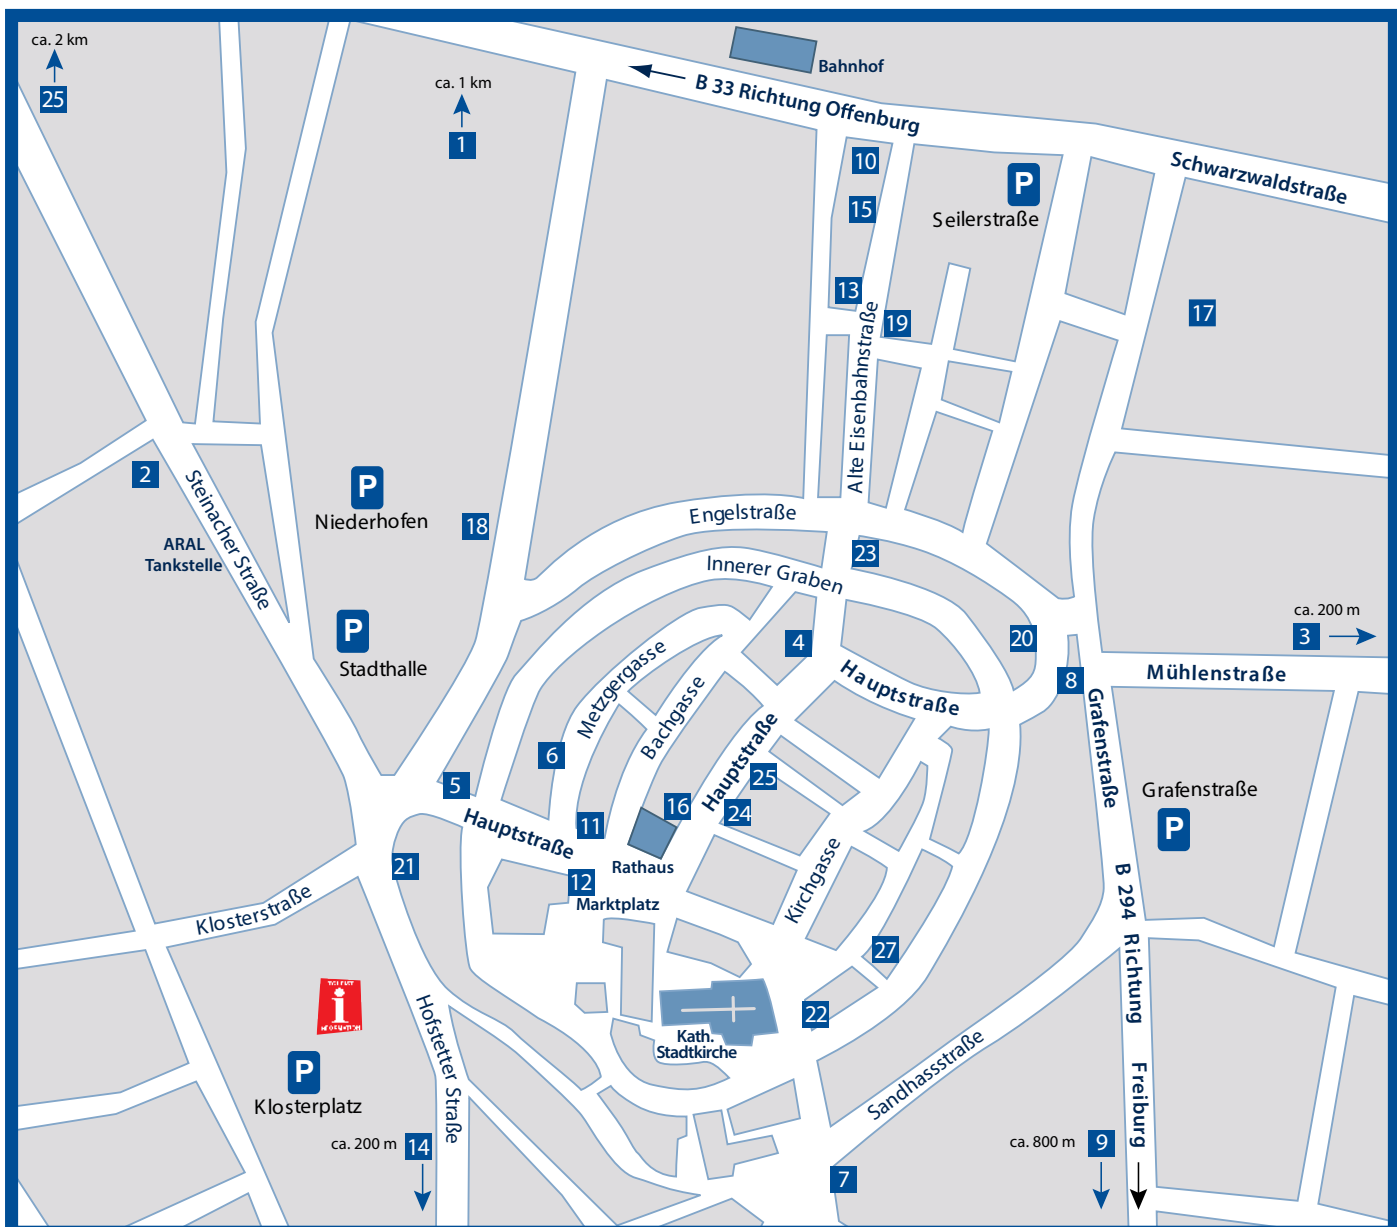 ca. 2 km
25
ca. 1 km
1
Bahnhof
B 33 Richtung Offenburg
Schwarzwaldstraße
10
P
Seilerstraße
15
13
19
17
Alte Eisenbahnstraße
2
Steinacher Straße
ARAL
Tankstelle
P
Niederhofen
18
Engelstraße
23
Innerer Graben
P
Stadthalle
4
20
ca. 200 m
3
Mühlenstraße
8
Hauptstraße
Grafenstraße
Metzgergasse
Bachgasse
Hauptstraße
6
5
25
16
24
Grafenstraße
P
Hauptstraße
11
Rathaus
21
12
Marktplatz
Kirchgasse
Klosterstraße
B 294 Richtung Freiburg
27
i
Hofstetter Straße
22
Kath.
Stadtkirche
P
Klosterplatz
Sandhassstraße
ca. 200 m
14
ca. 800 m
9
7